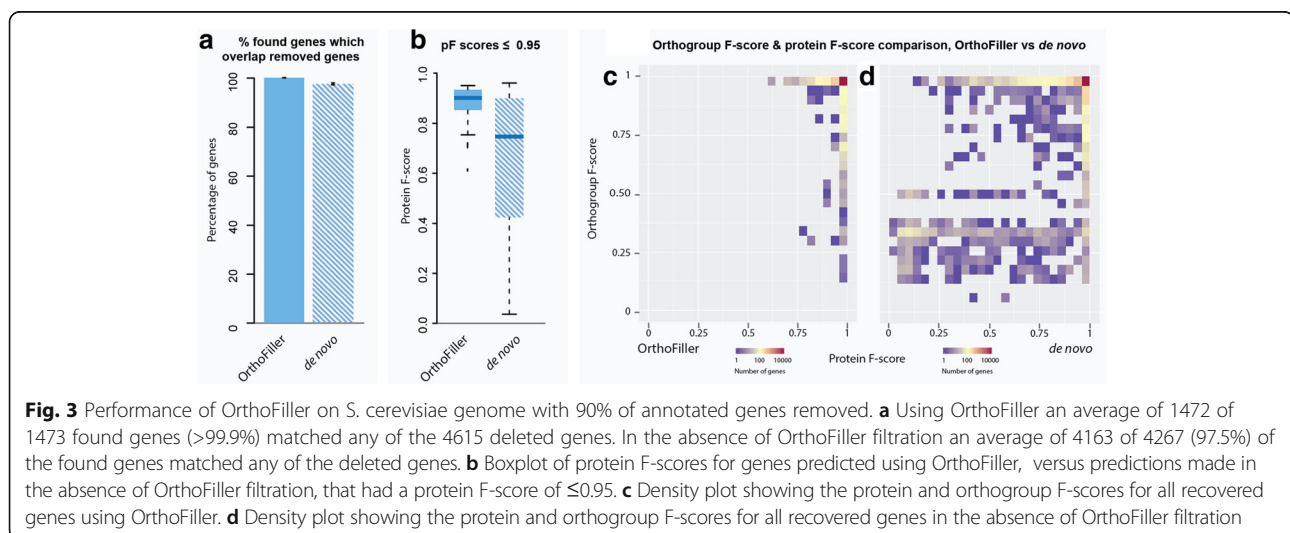 a
% found genes which
overlap removed genes
Percentage of genes
100
80
60
40
20
0
OrthoFiller
de novo
b
pF scores ≤ 0.95
Protein F-score
1.0
0.8
0.6
0.4
0.2
0.0
OrthoFiller
de novo
Orthogroup F-score & protein F-score comparison, OrthoFiller vs de novo
c
d
Orthogroup F-score
1
0.75
0.50
0.25
0
0 0.25 0.5 0.75 1
0 0.25 0.5 0.75 1
OrthoFiller
Protein F-score
de novo
1 100 10000
Number of genes
1 100 10000
Number of genes
Fig. 3 Performance of OrthoFiller on S. cerevisiae genome with 90% of annotated genes removed. a Using OrthoFiller an average of 1472 of
1473 found genes (>99.9%) matched any of the 4615 deleted genes. In the absence of OrthoFiller filtration an average of 4163 of 4267 (97.5%) of
the found genes matched any of the deleted genes. b Boxplot of protein F-scores for genes predicted using OrthoFiller, versus predictions made in
the absence of OrthoFiller filtration, that had a protein F-score of ≤0.95. c Density plot showing the protein and orthogroup F-scores for all recovered
genes using OrthoFiller. d Density plot showing the protein and orthogroup F-scores for all recovered genes in the absence of OrthoFiller filtration